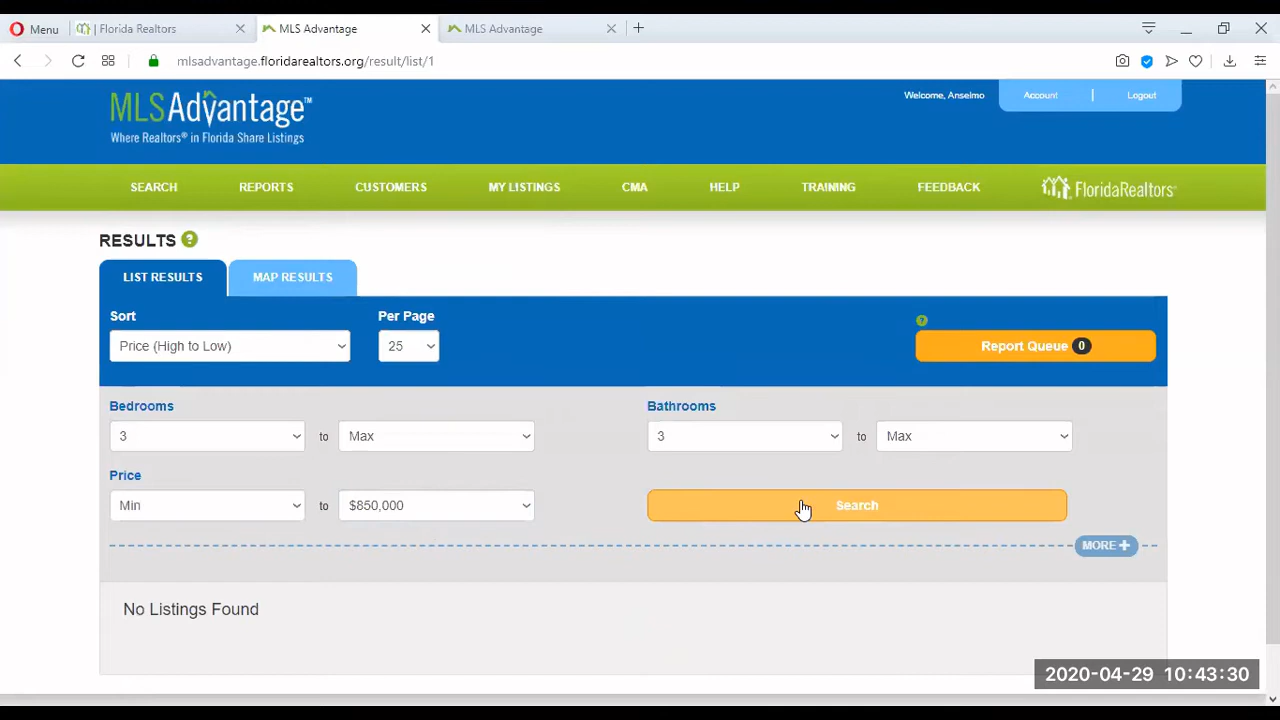 Menu
Florida Realtors
MLS Advantage
MLS Advantage
mlsadvantage.floridarealtors.org/result/list/1
MLSAdvantage™
Where Realtors® in Florida Share Listings
Welcome, Anselmo
Account | Logout
SEARCH REPORTS CUSTOMERS MY LISTINGS CMA HELP TRAINING FEEDBACK FloridaRealtors
RESULTS ?
LIST RESULTS MAP RESULTS
Sort Per Page
?
Price (High to Low) 25 Report Queue 0
Bedrooms Bathrooms
3 to Max 3 to Max
Price
Min to $850,000 Search
MORE +
No Listings Found
2020-04-29 10:43:30